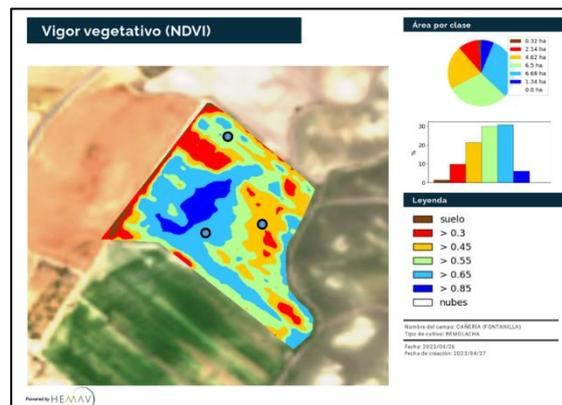 Vigor vegetativo (NDVI)
Área por clase
0.32 ha
2.14 ha
4.62 ha
6.5 ha
6.68 ha
1.34 ha
0.0 ha
30
20
10
0
%
Leyenda
suelo
> 0.3
> 0.45
> 0.55
> 0.65
> 0.85
nubes
Nombre del campo: CAÑERÍA (FONTANILLA)
Tipo de cultivo: REMOLACHA
Fecha: 2023/04/26
Fecha de creación: 2023/04/27
Powered by HEMAV